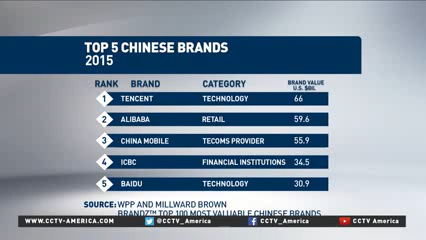 TOP 5 CHINESE BRANDS
2015
RANK BRAND CATEGORY BRAND VALUE U.S. $BIL
1 TENCENT TECHNOLOGY 66
2 ALIBABA RETAIL 59.6
3 CHINA MOBILE TECOMS PROVIDER 55.9
4 ICBC FINANCIAL INSTITUTIONS 34.5
5 BAIDU TECHNOLOGY 30.9
SOURCE: WPP AND MILLWARD BROWN
BRANDZ™ TOP 100 MOST VALUABLE CHINESE BRANDS
WWW.CCTV-AMERICA.COM @CCTV_America CCTV America CCTV_America